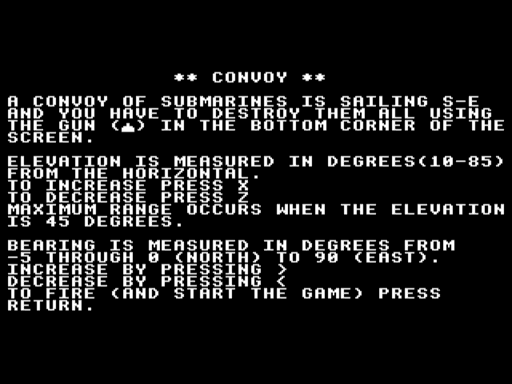 ** CONVOY **
A CONVOY OF SUBMARINES IS SAILING S-E
AND YOU HAVE TO DESTROY THEM ALL USING
THE GUN ( ) IN THE BOTTOM CORNER OF THE
SCREEN.
ELEVATION IS MEASURED IN DEGREES(10-85)
FROM THE HORIZONTAL.
TO INCREASE PRESS X
TO DECREASE PRESS Z
MAXIMUM RANGE OCCURS WHEN THE ELEVATION
IS 45 DEGREES.
BEARING IS MEASURED IN DEGREES FROM
-5 THROUGH 0 (NORTH) TO 90 (EAST).
INCREASE BY PRESSING >
DECREASE BY PRESSING <
TO FIRE (AND START THE GAME) PRESS
RETURN.